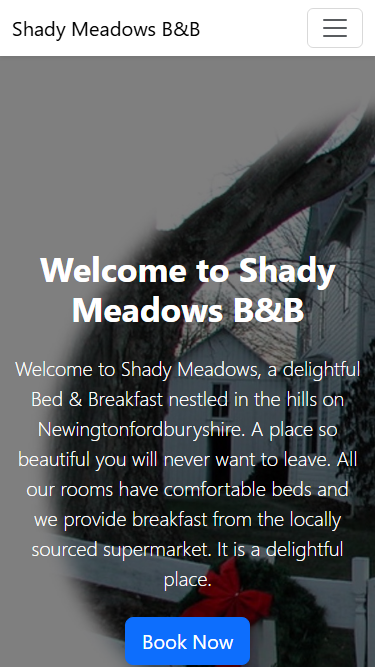 Shady Meadows B&B
Welcome to Shady
Meadows B&B
Welcome to Shady Meadows, a delightful
Bed & Breakfast nestled in the hills on
Newingtonfordburyshire. A place so
beautiful you will never want to leave. All
our rooms have comfortable beds and
we provide breakfast from the locally
sourced supermarket. It is a delightful
place.
Book Now